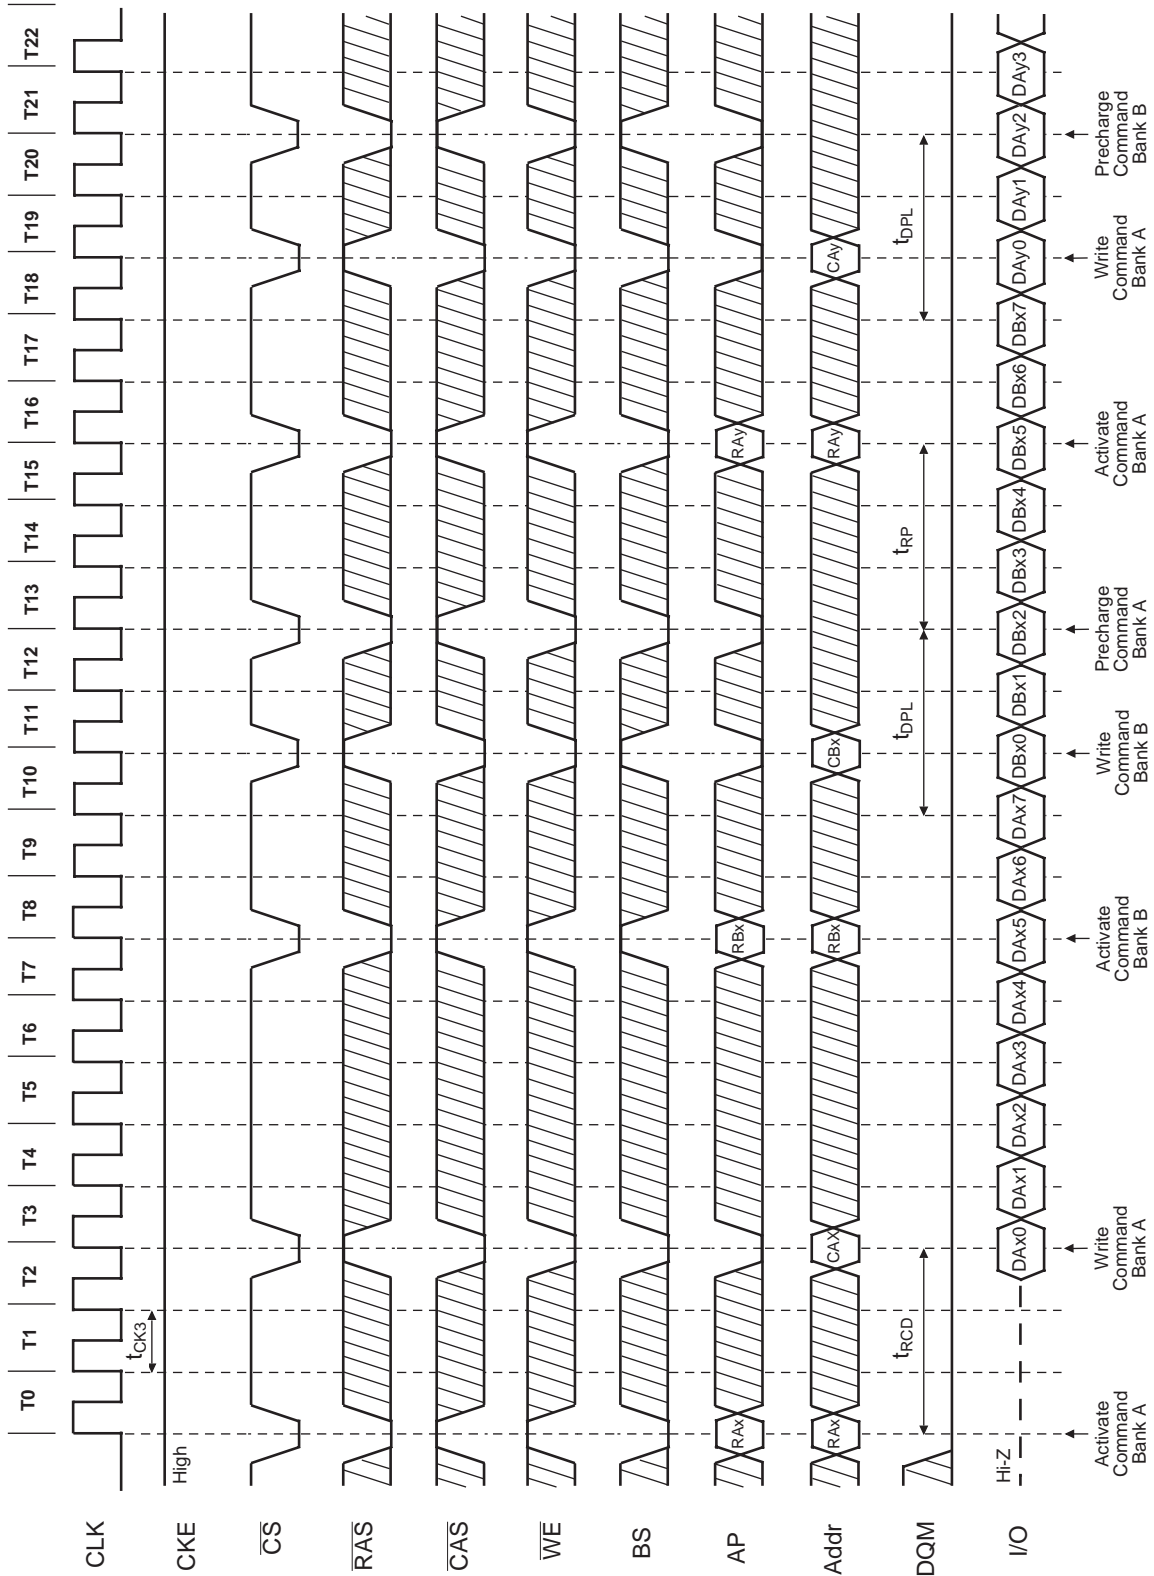 T0 T1 T2 T3 T4 T5 T6 T7 T8 T9 T10 T11 T12 T13 T14 T15 T16 T17 T18 T19 T20 T21 T22
CLK
tCK3
CKE
High
CS
RAS
CAS
WE
BS
AP
RAx RBx RAy
Addr
RAx CAX RBx CBx RAy CAy
DQM
tRCD tDPL tRP tDPL
I/O
Hi-Z
DAx0 DAx1 DAx2 DAx3 DAx4 DAx5 DAx6 DAx7 DBx0 DBx1 DBx2 DBx3 DBx4 DBx5 DBx6 DBx7 DAy0 DAy1 DAy2 DAy3
Activate
Command
Bank A
Write
Command
Bank A
Activate
Command
Bank B
Write
Command
Bank B
Precharge
Command
Bank A
Activate
Command
Bank A
Write
Command
Bank A
Precharge
Command
Bank B